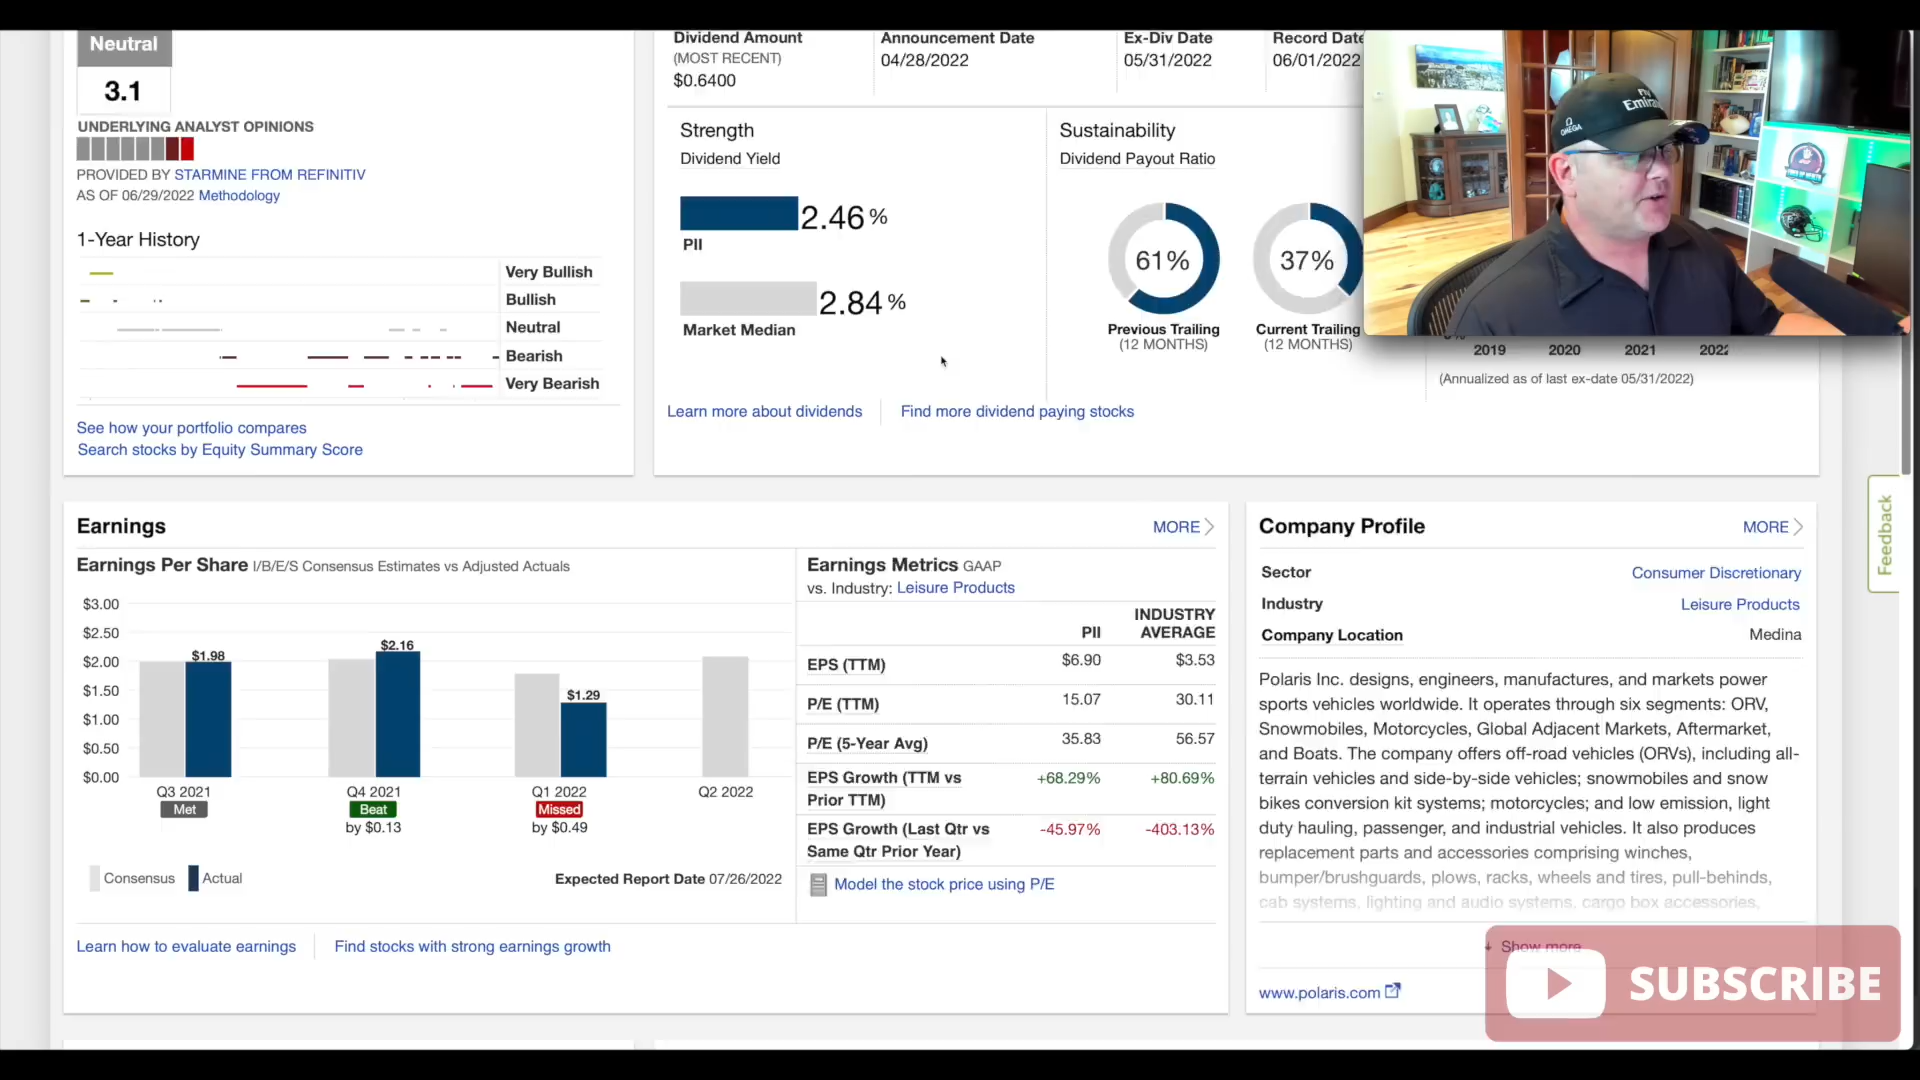 Neutral
3.1
UNDERLYING ANALYST OPINIONS
PROVIDED BY STARMINE FROM REFINITIV
AS OF 06/29/2022 Methodology
1-Year History
Very Bullish
Bullish
Neutral
Bearish
Very Bearish
See how your portfolio compares
Search stocks by Equity Summary Score
Dividend Amount
(MOST RECENT)
$0.6400
Announcement Date
04/28/2022
Ex-Div Date
05/31/2022
Record Date
06/01/2022
Strength
Dividend Yield
2.46 %
PII
2.84 %
Market Median
Sustainability
Dividend Payout Ratio
61%
Previous Trailing
(12 MONTHS)
37%
Current Trailing
(12 MONTHS)
2019 2020 2021 2022
(Annualized as of last ex-date 05/31/2022)
Learn more about dividends
Find more dividend paying stocks
Fly
Emirates
OMEGA
Feedback
Earnings
MORE
Earnings Per Share I/B/E/S Consensus Estimates vs Adjusted Actuals
$3.00
$2.50
$2.00
$1.50
$1.00
$0.50
$0.00
$1.98
$2.16
$1.29
Q3 2021
Met
Q4 2021
Beat
by $0.13
Q1 2022
Missed
by $0.49
Q2 2022
Consensus
Actual
Expected Report Date 07/26/2022
Learn how to evaluate earnings
Find stocks with strong earnings growth
Earnings Metrics GAAP
vs. Industry: Leisure Products
PII
INDUSTRY
AVERAGE
EPS (TTM) $6.90 $3.53
P/E (TTM) 15.07 30.11
P/E (5-Year Avg) 35.83 56.57
EPS Growth (TTM vs +68.29% +80.69%
Prior TTM)
EPS Growth (Last Qtr vs -45.97% -403.13%
Same Qtr Prior Year)
Model the stock price using P/E
Company Profile
MORE
Sector Consumer Discretionary
Industry Leisure Products
Company Location Medina
Polaris Inc. designs, engineers, manufactures, and markets power
sports vehicles worldwide. It operates through six segments: ORV,
Snowmobiles, Motorcycles, Global Adjacent Markets, Aftermarket,
and Boats. The company offers off-road vehicles (ORVs), including all-
terrain vehicles and side-by-side vehicles; snowmobiles and snow
bikes conversion kit systems; motorcycles; and low emission, light
duty hauling, passenger, and industrial vehicles. It also produces
replacement parts and accessories comprising winches,
bumper/brushguards, plows, racks, wheels and tires, pull-behinds,
cab systems, lighting and audio systems, cargo box accessories,
Show more
www.polaris.com
SUBSCRIBE